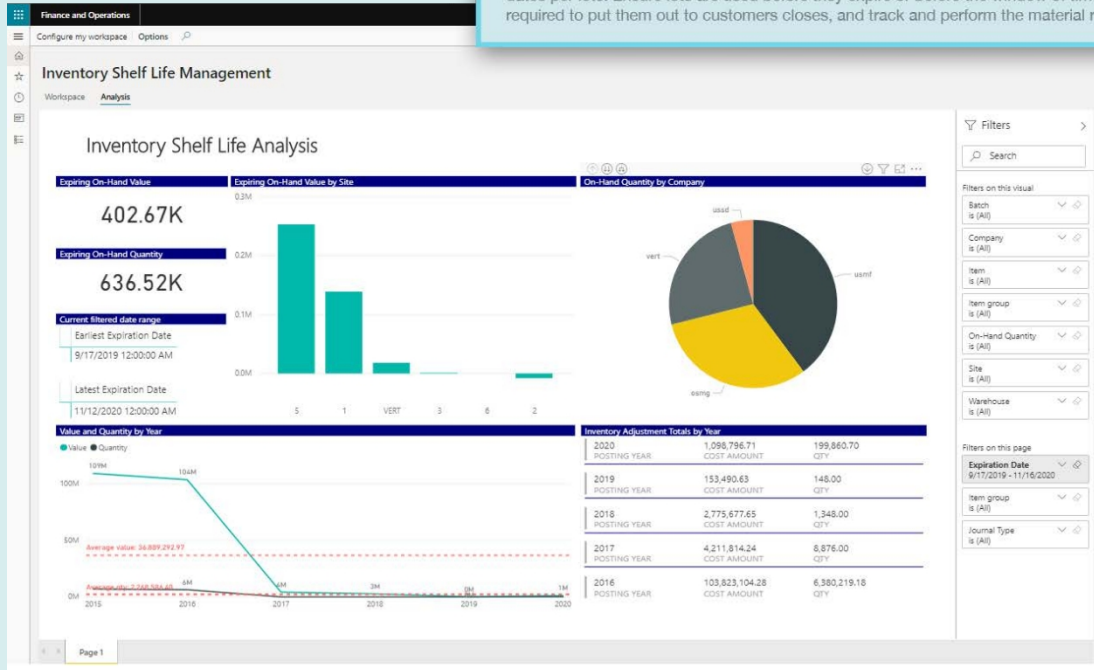 required to put them out to customers closes, and track and perform the material
Finance and Operations
Configure my workspace Options
Inventory Shelf Life Management
Workspace Analysis
Inventory Shelf Life Analysis
Expiring On-Hand Value
402.67K
Expiring On-Hand Quantity
636.52K
Current filtered date range
Earliest Expiration Date
9/17/2019 12:00:00 AM
Latest Expiration Date
11/12/2020 12:00:00 AM
Expiring On-Hand Value by Site
0.3M
0.2M
0.1M
0.0M
5 1 VERT 3 6 2
On-Hand Quantity by Company
ussd
vert
usmf
Value and Quantity by Year
Value Quantity
109M
104M
100M
50M
Average value: 36,889,292.97
6M
4M
3M
0M
1M
0M
2015 2016 2017 2018 2019 2020
Inventory Adjustment Totals by Year
2020 1,098,796.71 199,860.70
POSTING YEAR COST AMOUNT QTY
2019 153,490.63 148.00
POSTING YEAR COST AMOUNT QTY
2018 2,775,677.65 1,348.00
POSTING YEAR COST AMOUNT QTY
2017 4,211,814.24 8,876.00
POSTING YEAR COST AMOUNT QTY
2016 103,823,104.28 6,380,219.18
POSTING YEAR COST AMOUNT QTY
Filters
Search
Filters on this visual
Batch
is (All)
Company
is (All)
Item
is (All)
Item group
is (All)
On-Hand Quantity
is (All)
Site
is (All)
Warehouse
is (All)
Filters on this page
Expiration Date
9/17/2019 - 11/16/2020
Item group
is (All)
Journal Type
is (All)
Page 1